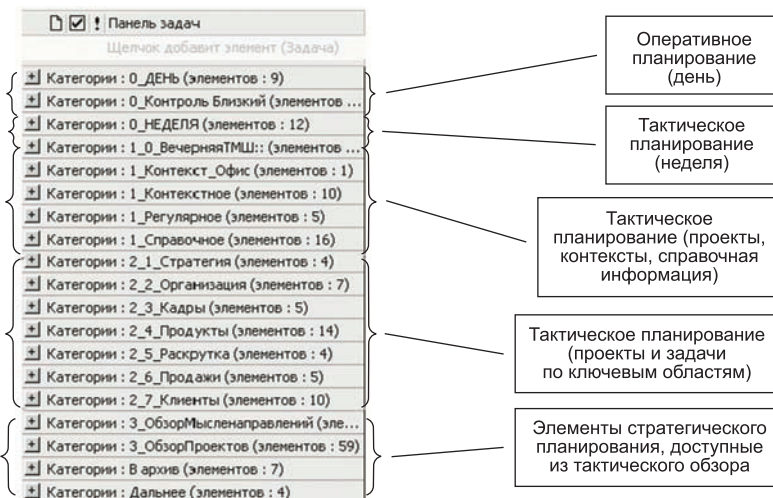 Панель задач
Щелчок добавит элемент (Задача)
Категории : 0_ДЕНЬ (элементов : 9)
Категории : 0_Контроль Близкий (элементов ...
Категории : 0_НЕДЕЛЯ (элементов : 12)
Категории : 1_0_ВечерняяТМШ:: (элементов ...
Категории : 1_Контекст_Офис (элементов : 1)
Категории : 1_Контекстное (элементов : 10)
Категории : 1_Регулярное (элементов : 5)
Категории : 1_Справочное (элементов : 16)
Категории : 2_1_Стратегия (элементов : 4)
Категории : 2_2_Организация (элементов : 7)
Категории : 2_3_Кадры (элементов : 5)
Категории : 2_4_Продукты (элементов : 14)
Категории : 2_5_Раскрутка (элементов : 4)
Категории : 2_6_Продажи (элементов : 5)
Категории : 2_7_Клиенты (элементов : 10)
Категории : 3_ОбзорМысленаправлений (эле...
Категории : 3_ОбзорПроектов (элементов : 59)
Категории : В архив (элементов : 7)
Категории : Дальнее (элементов : 4)
Оперативное
планирование
(день)
Тактическое
планирование
(неделя)
Тактическое
планирование (проекты,
контексты, справочная
информация)
Тактическое планирование
(проекты и задачи
по ключевым областям)
Элементы стратегического
планирования, доступные
из тактического обзора